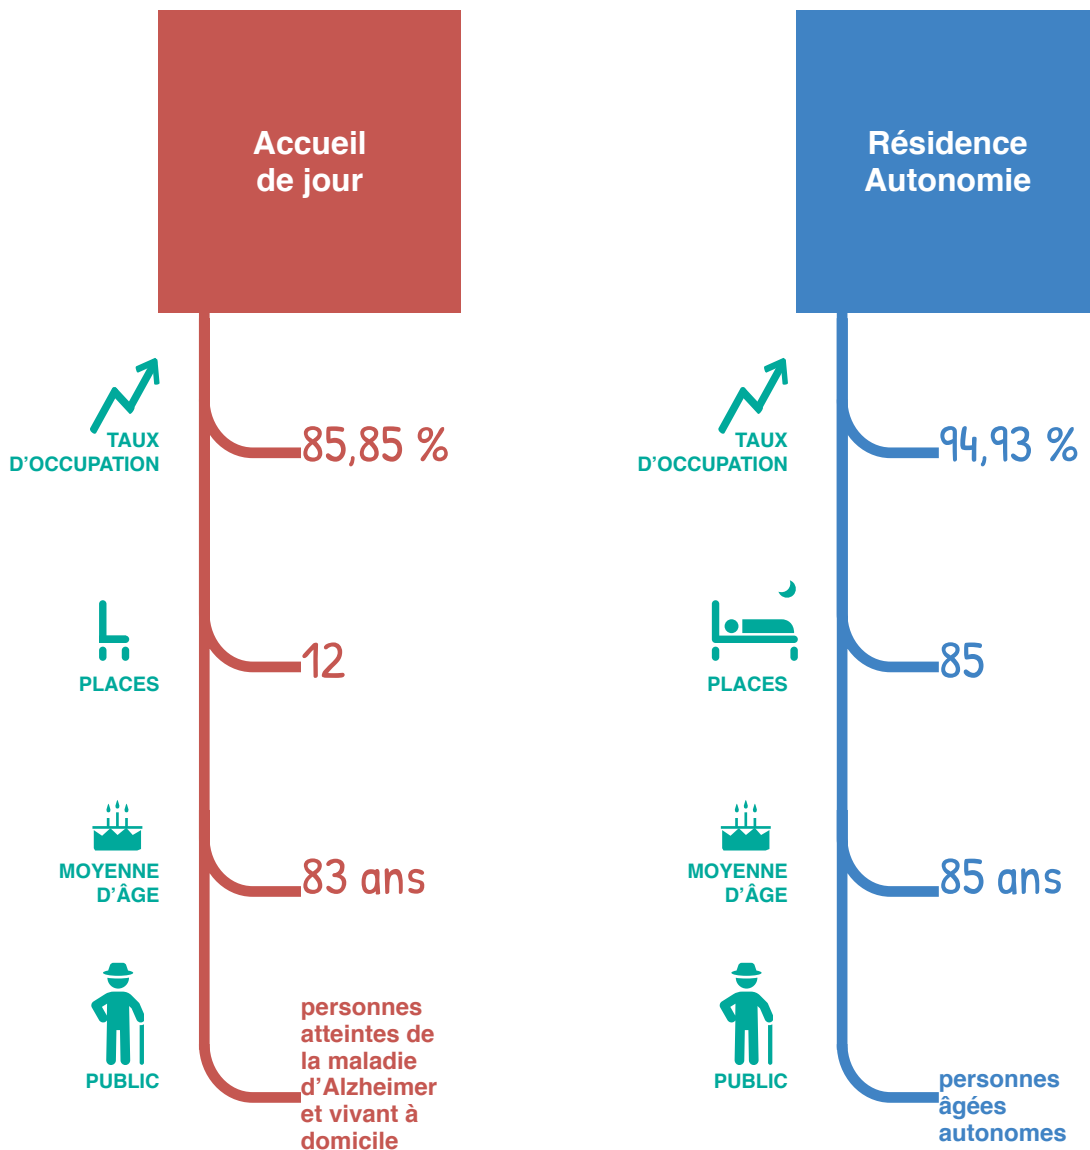 Accueil
de jour
TAUX
D'OCCUPATION
85,85 %
PLACES
12
MOYENNE
D'ÂGE
83 ans
PUBLIC
personnes
atteintes de
la maladie
d'Alzheimer
et vivant à
domicile
Résidence
Autonomie
TAUX
D'OCCUPATION
94,93 %
PLACES
85
MOYENNE
D'ÂGE
85 ans
PUBLIC
personnes
âgées
autonomes